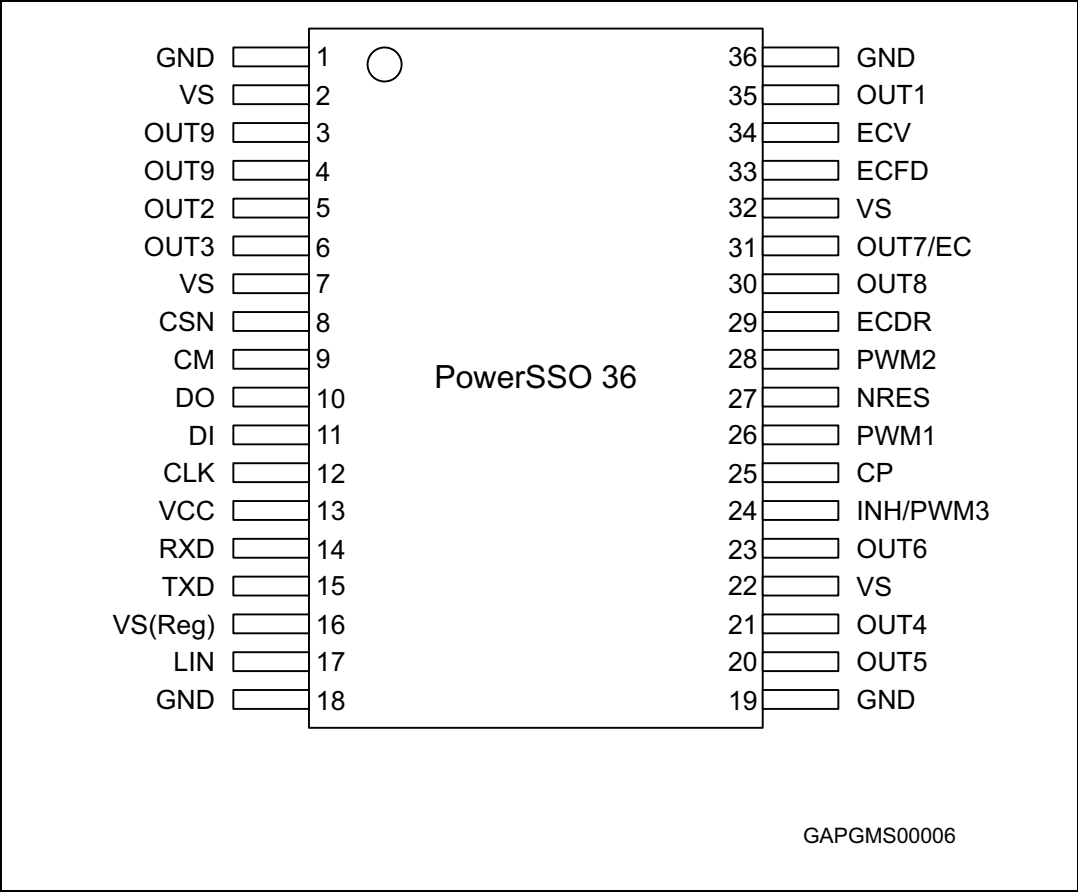 GND 1 36 GND
VS 2 35 OUT1
OUT9 3 34 ECV
OUT9 4 33 ECFD
OUT2 5 32 VS
OUT3 6 31 OUT7/EC
VS 7 30 OUT8
CSN 8 29 ECDR
CM 9 28 PWM2
PowerSSO 36
DO 10 27 NRES
DI 11 26 PWM1
CLK 12 25 CP
VCC 13 24 INH/PWM3
RXD 14 23 OUT6
TXD 15 22 VS
VS(Reg) 16 21 OUT4
LIN 17 20 OUT5
GND 18 19 GND
GAPGMS00006